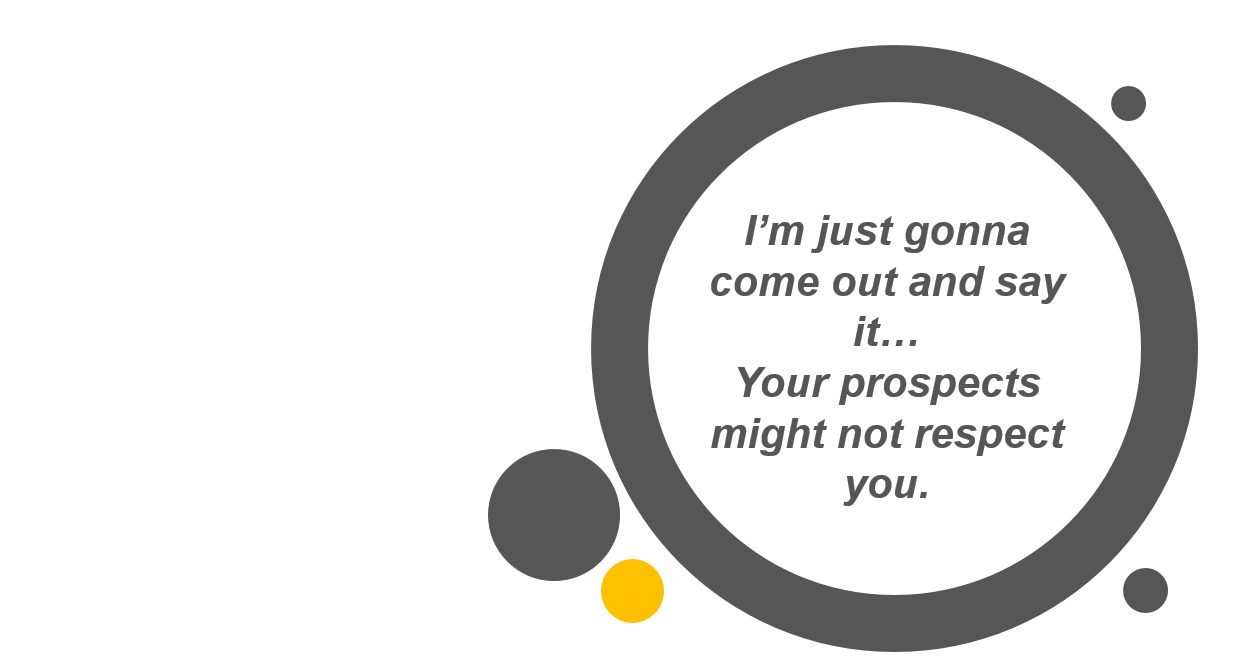 I’m just gonna
come out and say
it…
Your prospects
might not respect
you.